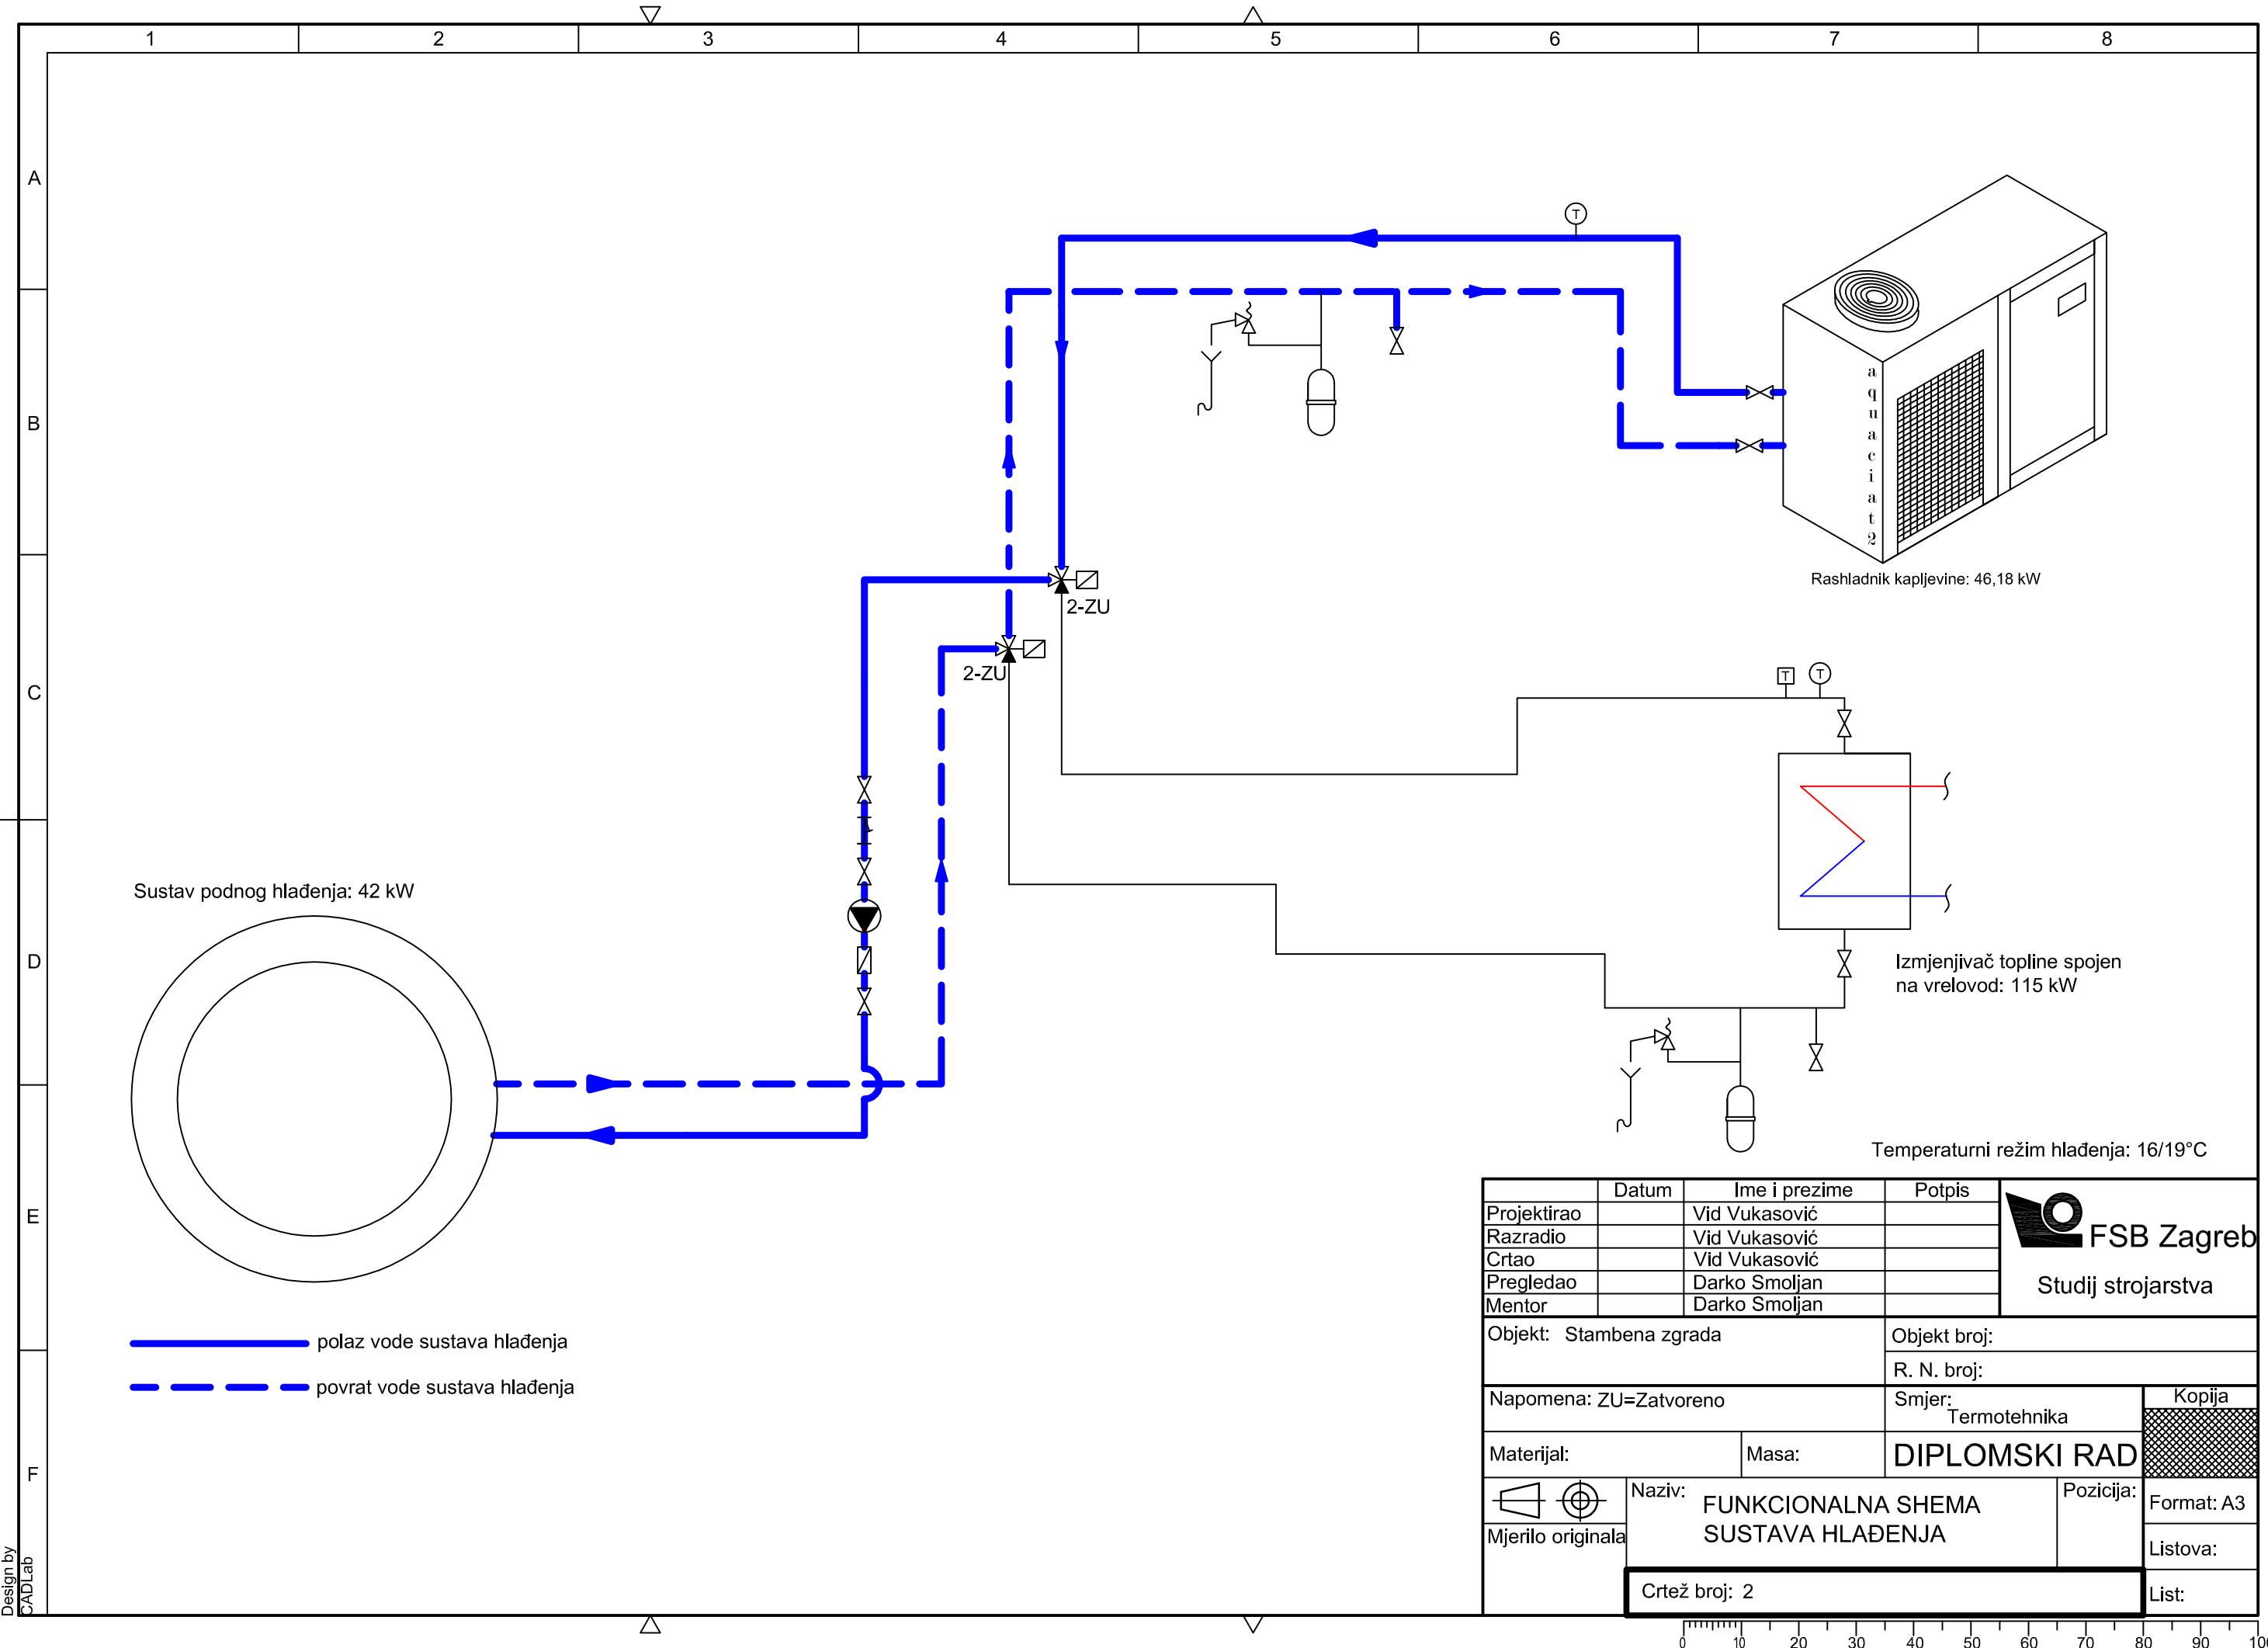 1 2 3 4 5 6 7 8
A
B
C
D
E
F
T
aquaciat2
Rashladnik kapljevine: 46,18 kW
2-ZU
2-ZU
T T
Sustav podnog hlađenja: 42 kW
Izmjenjivač topline spojen
na vrelovod: 115 kW
Temperaturni režim hlađenja: 16/19°C
polaz vode sustava hlađenja
povrat vode sustava hlađenja
Datum Ime i prezime Potpis
Projektirao Vid Vukasović
Razradio Vid Vukasović
Crtao Vid Vukasović
Pregledao Darko Smoljan
Mentor Darko Smoljan
FSB Zagreb
Studij strojarstva
Objekt: Stambena zgrada
Objekt broj:
R. N. broj:
Napomena: ZU=Zatvoreno
Smjer:
Termotehnika
Kopija
Materijal:
Masa:
DIPLOMSKI RAD
Naziv:
FUNKCIONALNA SHEMA
SUSTAVA HLAĐENJA
Pozicija:
Format: A3
Mjerilo originala
Listova:
Crtež broj: 2
List:
Design by
CADLab
0 10 20 30 40 50 60 70 80 90 10